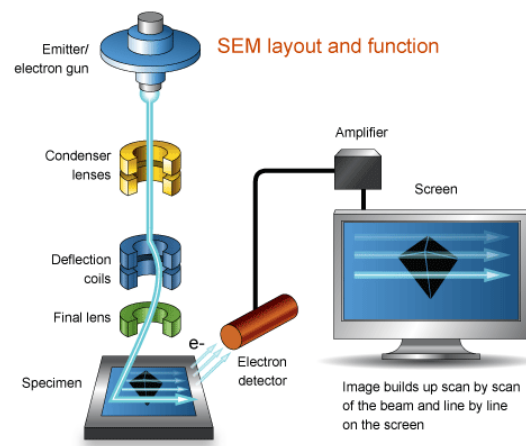 SEM layout and function
Emitter/
electron gun
Condenser
lenses
Amplifier
Screen
Deflection
coils
Final lens
e-
Specimen
Electron
detector
Image builds up scan by scan
of the beam and line by line
on the screen